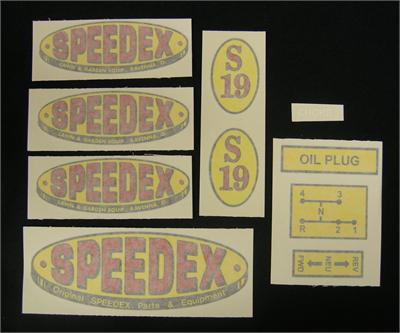 SPEEDEX
LAWN & GARDEN EQUIP., RAVENNA, O.
SPEEDEX
LAWN & GARDEN EQUIP., RAVENNA, O.
SPEEDEX
LAWN & GARDEN EQUIP., RAVENNA, O.
SPEEDEX
Original SPEEDEX Parts & Equipment
S
19
S
19
OIL PLUG
4 3
N
R 2 1
FWD NEU REV